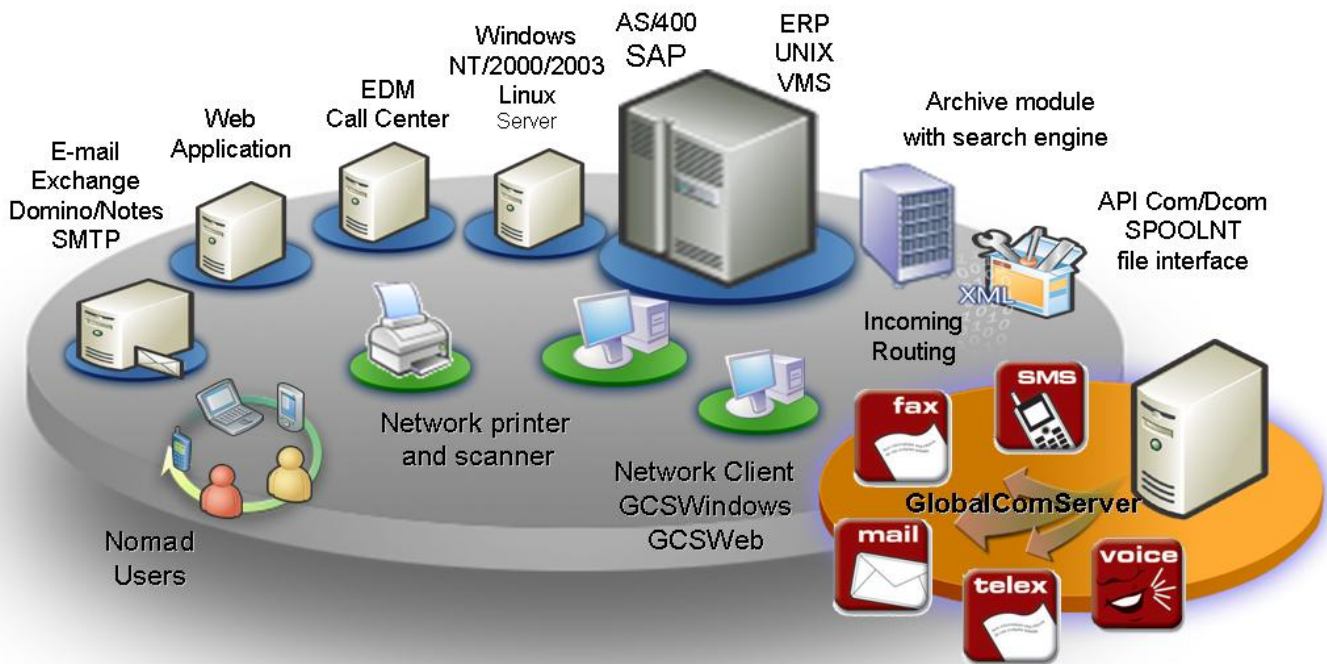 AS/400
SAP
ERP
UNIX
VMS
Windows
NT/2000/2003
Linux
Server
EDM
Call Center
Web
Application
E-mail
Exchange
Domino/Notes
SMTP
Archive module
with search engine
API Com/Dcom
SPOOLNT
file interface
XML
Incoming
Routing
Network printer
and scanner
Network Client
GCSWindows
GCSWeb
Nomad
Users
SMS
fax
GlobalComServer
mail
telex
voice